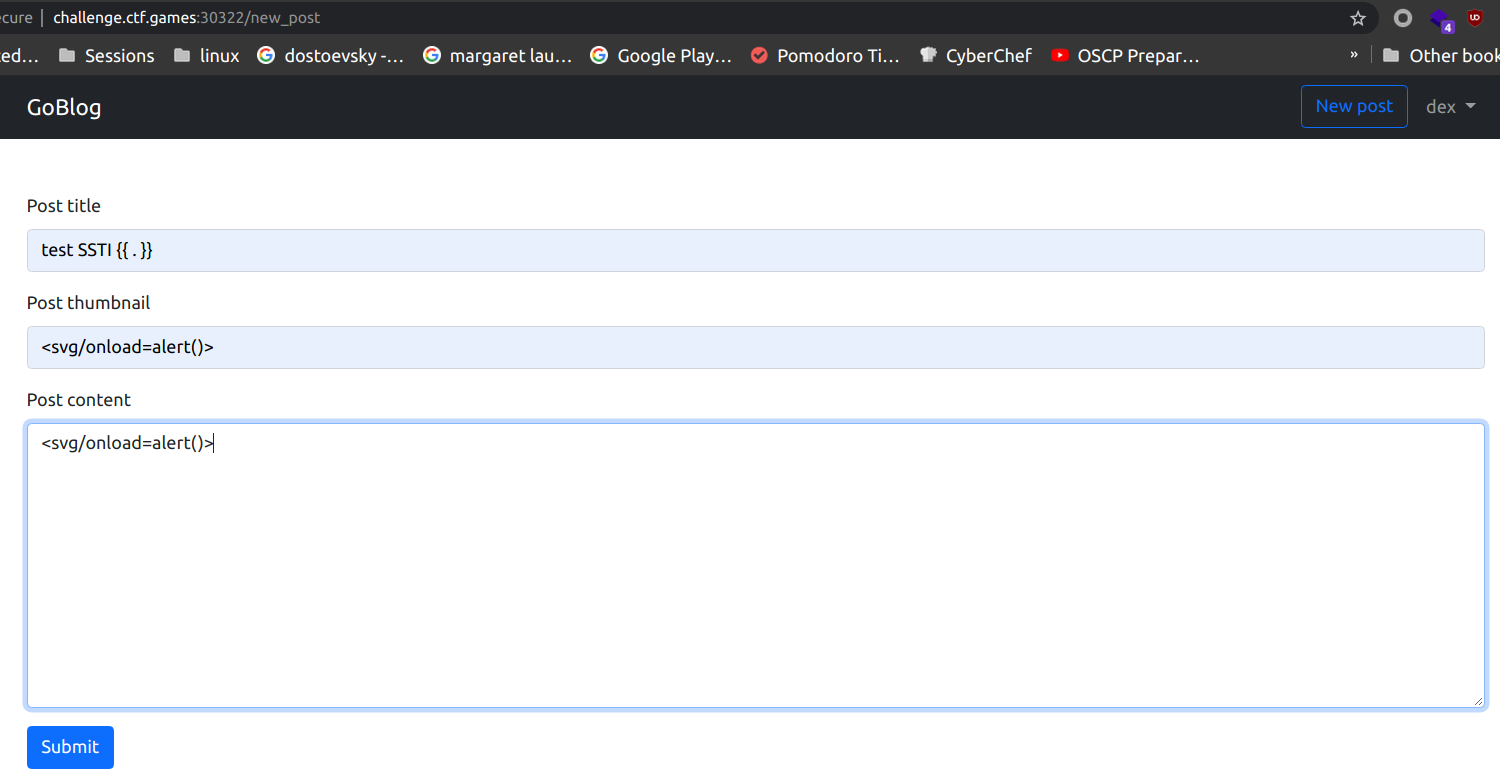 ecure | challenge.ctf.games:30322/new_post
4 UD
ted... Sessions linux dostoevsky -... margaret lau... Google Play... Pomodoro Ti... CyberChef OSCP Prepar... » Other book
GoBlog New post dex
Post title
test SSTI {{ . }}
Post thumbnail
<svg/onload=alert()>
Post content
<svg/onload=alert()>
Submit